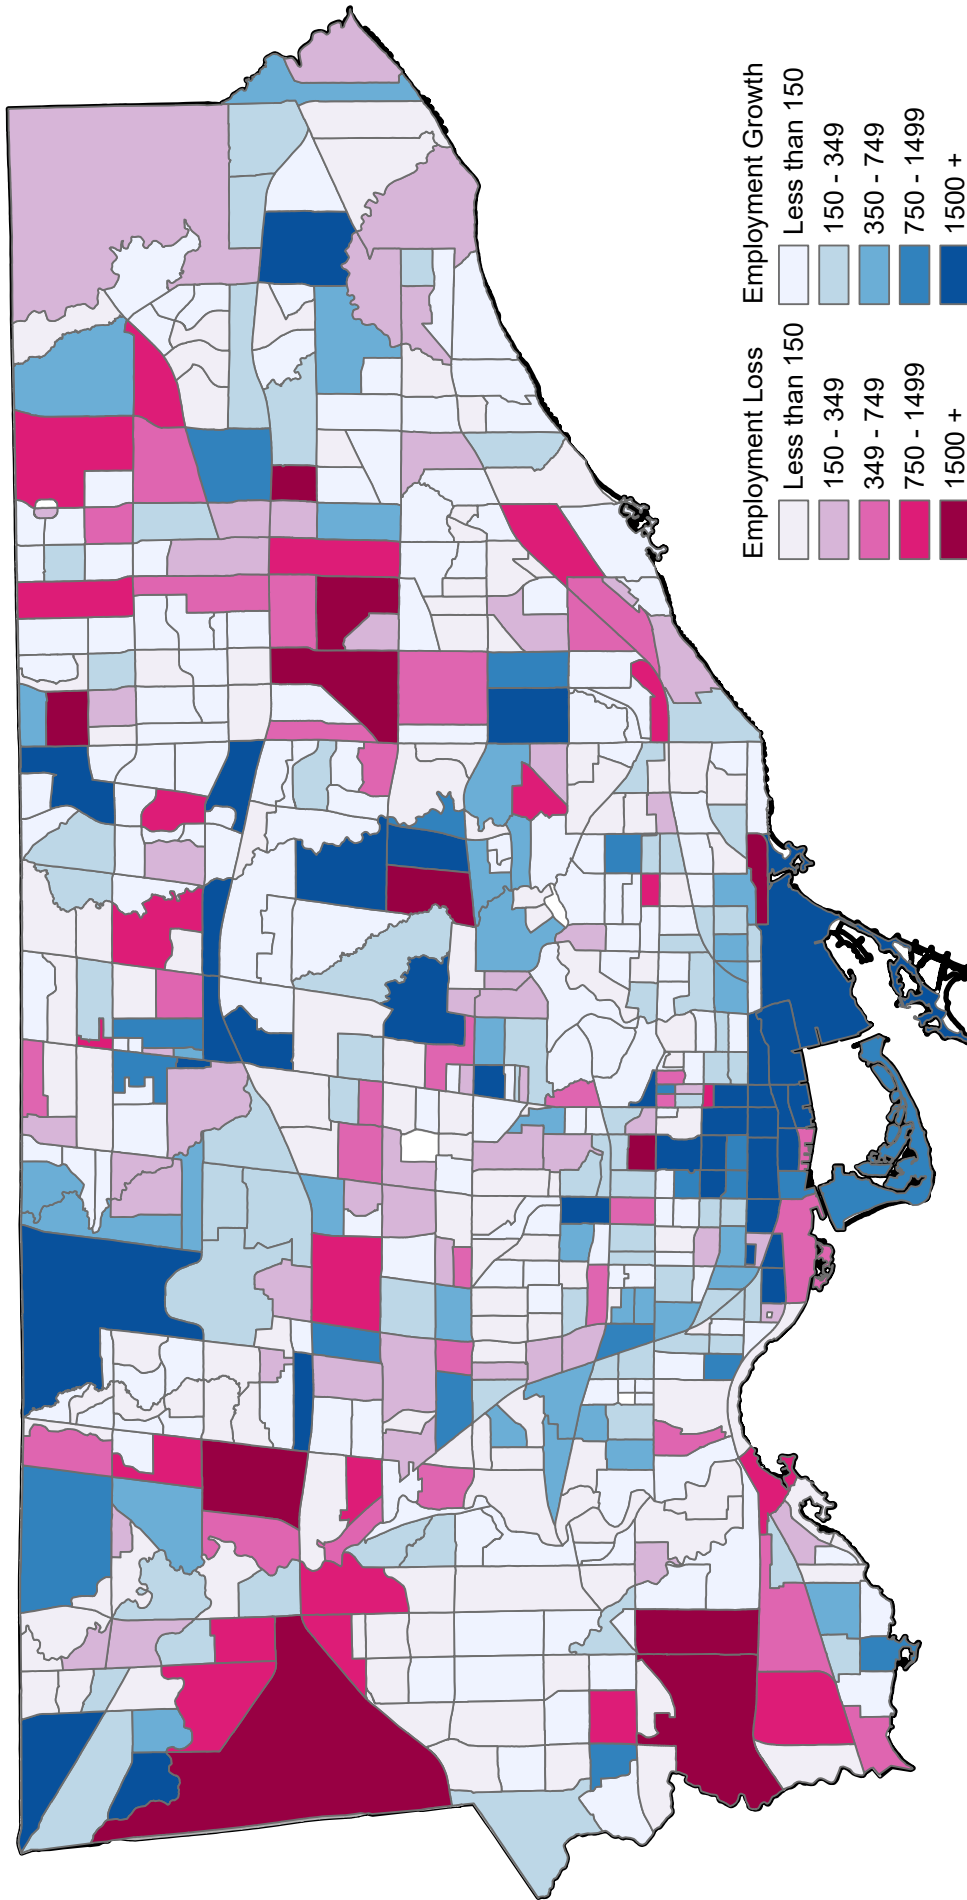 Employment Loss
Less than 150
150 - 349
349 - 749
750 - 1499
1500 +
Employment Growth
Less than 150
150 - 349
350 - 749
750 - 1499
1500 +